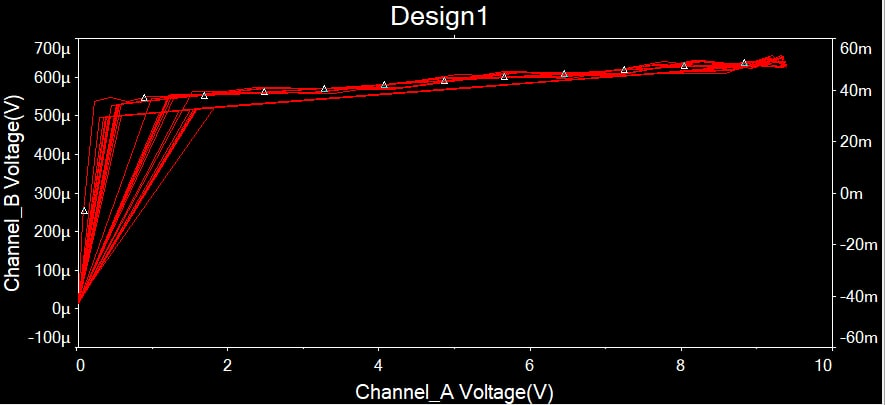 Design1
700µ
600µ
500µ
400µ
300µ
200µ
100µ
0µ
-100µ
Channel_B Voltage(V)
60m
40m
20m
0m
-20m
-40m
-60m
0
2
4
6
8
10
Channel_A Voltage(V)